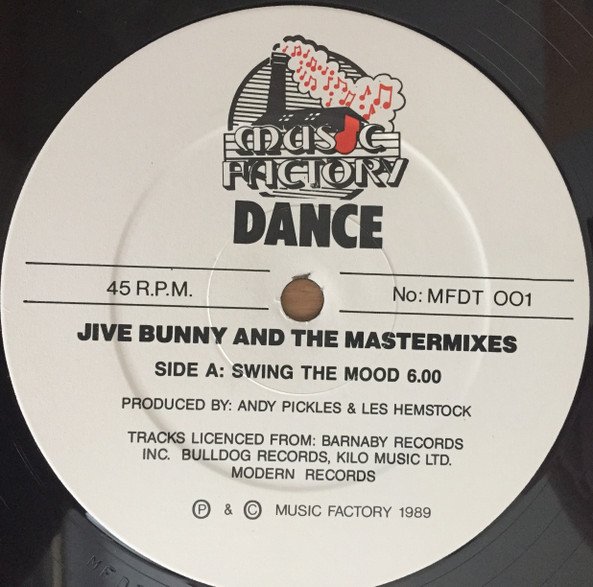 MUSIC
FACTORY
DANCE
45 R.P.M.
No: MFDT 001
JIVE BUNNY AND THE MASTERMIXES
SIDE A: SWING THE MOOD 6.00
PRODUCED BY: ANDY PICKLES & LES HEMSTOCK
TRACKS LICENCED FROM: BARNABY RECORDS
INC. BULLDOG RECORDS, KILO MUSIC LTD.
MODERN RECORDS
Ⓟ & © MUSIC FACTORY 1989